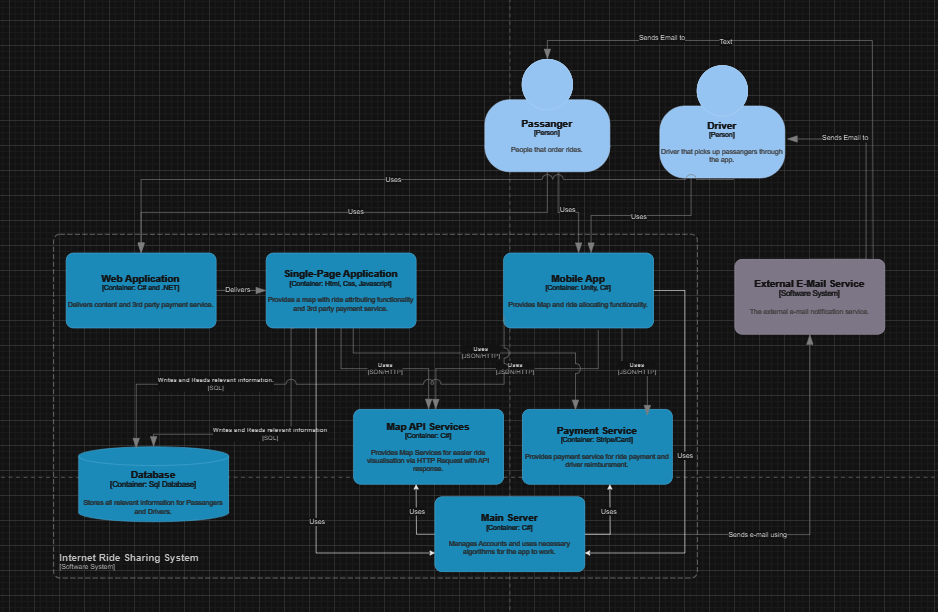 Sends Email to
Text
Passanger
[Person]
People that order rides.
Driver
[Person]
Driver that picks up passangers through
the app.
Sends Email to
Uses
Uses
Uses
Uses
Web Application
[Container: C# and .NET]
Delivers content and 3rd party payment service.
Delivers
Single-Page Application
[Container: Html, Css, Javascript]
Provides a map with ride attributing functionality
and 3rd party payment service.
Mobile App
[Container: Unity, C#]
Provides Map and ride allocating functionality.
External E-Mail Service
[Software System]
The external e-mail notification service.
Uses
[JSON/HTTP]
Uses
[JSON/HTTP]
Uses
[JSON/HTTP]
Uses
[JSON/HTTP]
Writes and Reads relevant information.
[SQL]
Writes and Reads relevant information
[SQL]
Map API Services
[Container: C#]
Provides Map Services for easier ride
visualisation via HTTP Request with API
response.
Payment Service
[Container: Stripe/Card]
Provides payment service for ride payment and
driver reimbursment.
Uses
Database
[Container: Sql Database]
Stores all relevant information for Passengers
and Drivers.
Uses
Uses
Uses
Main Server
[Container: C#]
Manages Accounts and uses necessary
algorithms for the app to work.
Sends e-mail using
Internet Ride Sharing System
[Software System]